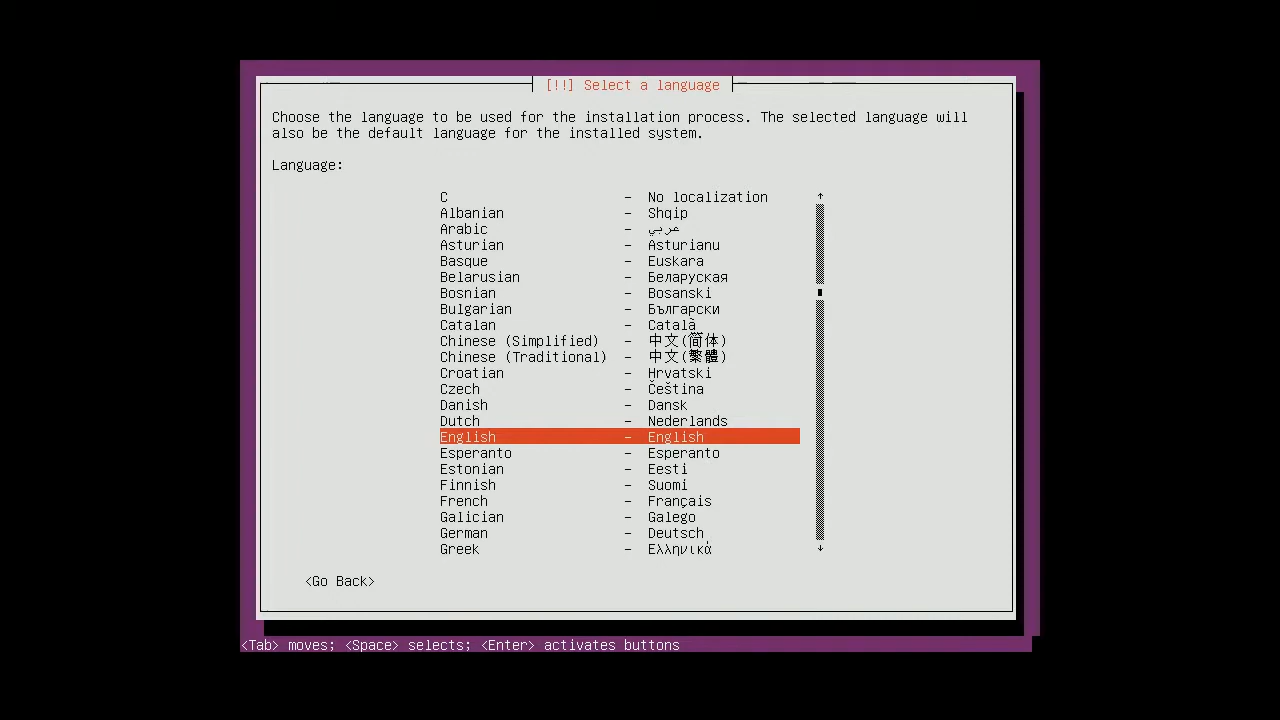 [!!] Select a language
Choose the language to be used for the installation process. The selected language will
also be the default language for the installed system.
Language:
C - No localization
Albanian - Shqip
Arabic - عربي
Asturian - Asturianu
Basque - Euskara
Belarusian - Беларуская
Bosnian - Bosanski
Bulgarian - Български
Catalan - Català
Chinese (Simplified) - 中文(简体)
Chinese (Traditional) - 中文(繁體)
Croatian - Hrvatski
Czech - Čeština
Danish - Dansk
Dutch - Nederlands
English - English
Esperanto - Esperanto
Estonian - Eesti
Finnish - Suomi
French - Français
Galician - Galego
German - Deutsch
Greek - Ελληνικά
<Go Back>
<Tab> moves; <Space> selects; <Enter> activates buttons